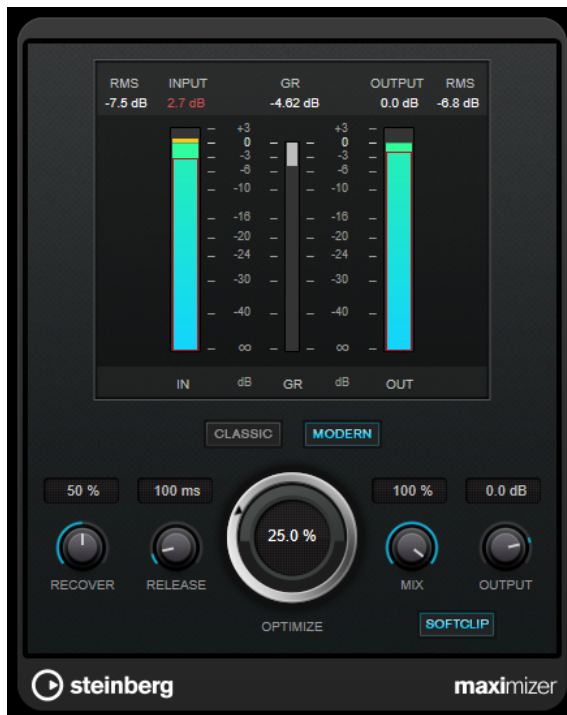 RMS INPUT GR OUTPUT RMS
-7.5 dB 2.7 dB -4.62 dB 0.0 dB -6.8 dB
+3 +3
0 0
-3 -3
-6 -6
-10 -10
-16 -16
-20 -20
-24 -24
-30 -30
-40 -40
∞ ∞
IN dB GR dB OUT
CLASSIC MODERN
50 % 100 ms 25.0 % 100 % 0.0 dB
RECOVER RELEASE OPTIMIZE MIX OUTPUT
SOFTCLIP
steinberg maximizer